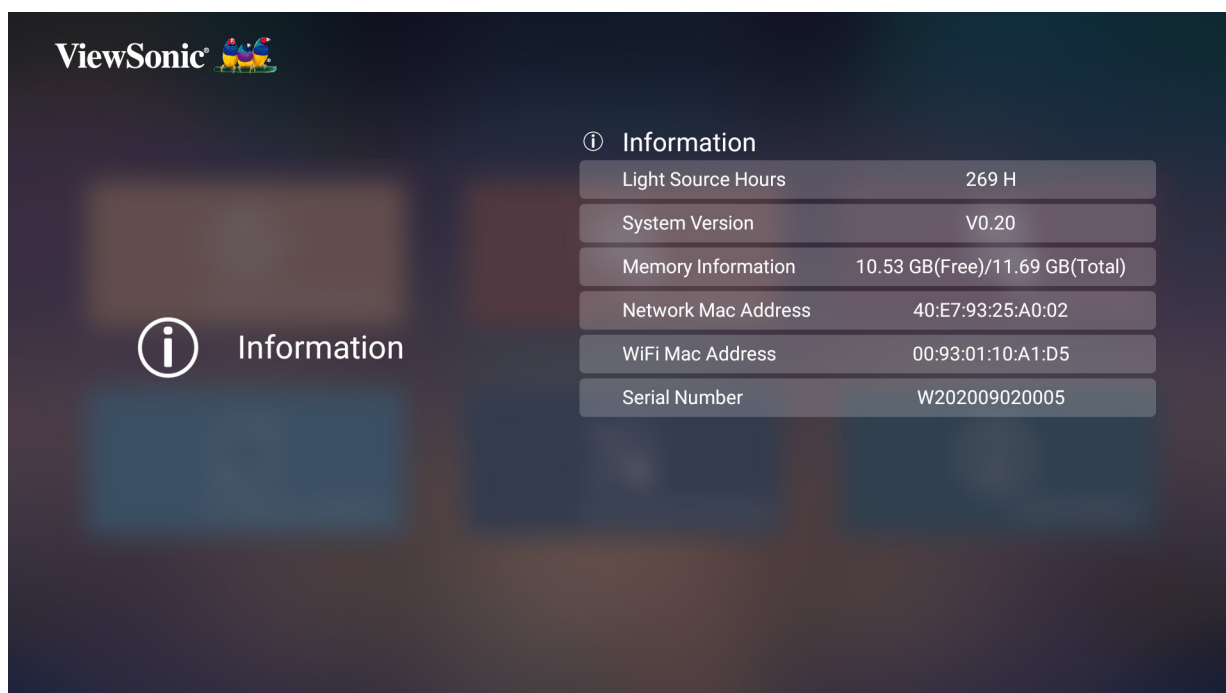 ViewSonic®
Information
Information
Light Source Hours 269 H
System Version V0.20
Memory Information 10.53 GB(Free)/11.69 GB(Total)
Network Mac Address 40:E7:93:25:A0:02
WiFi Mac Address 00:93:01:10:A1:D5
Serial Number W202009020005